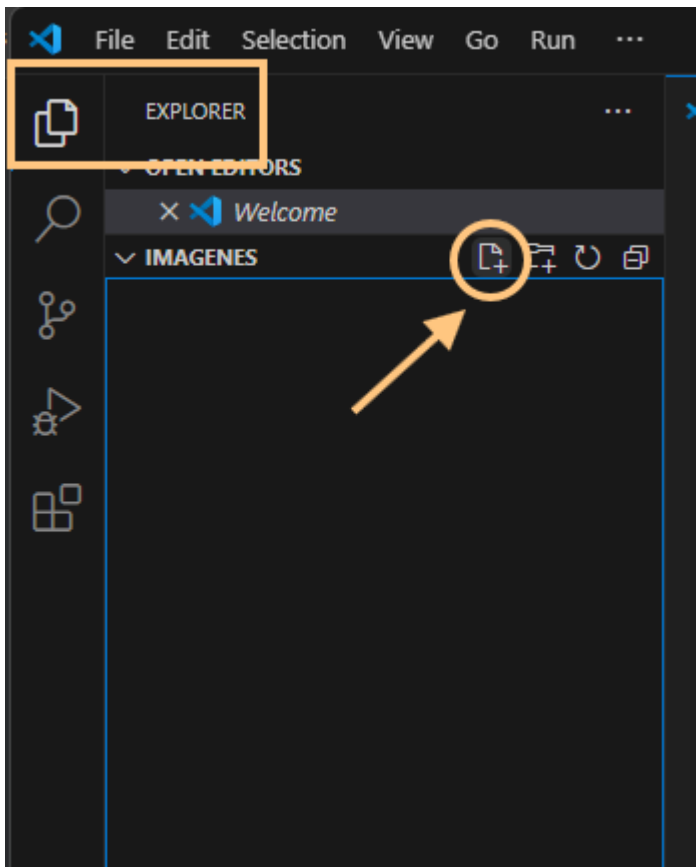 File Edit Selection View Go Run ...
EXPLORER ...
OPEN EDITORS
Welcome
IMAGENES